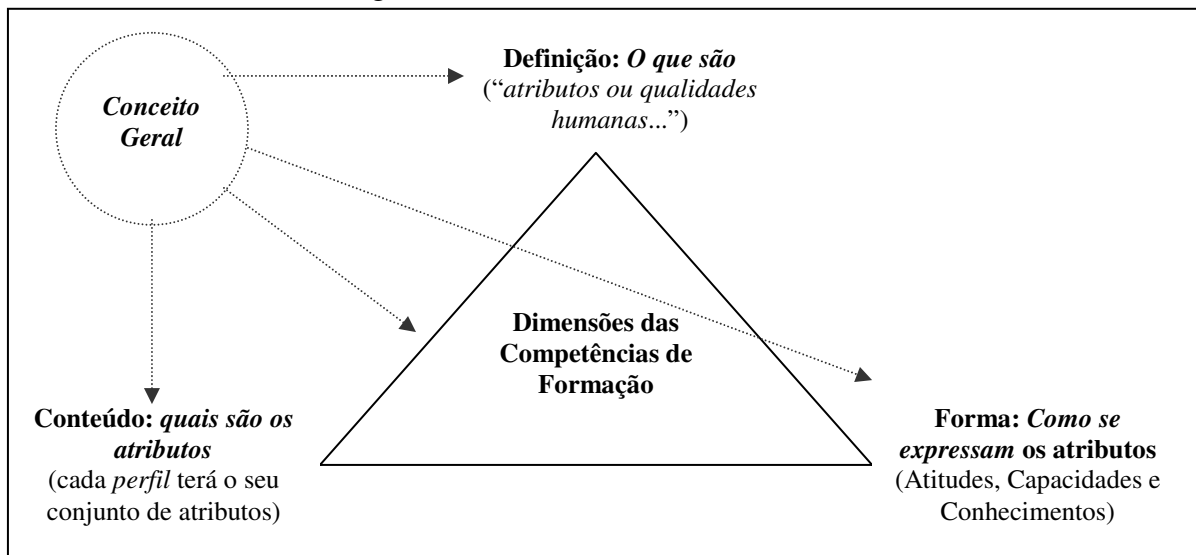 Conceito
Geral
Definição: O que são
(“atributos ou qualidades
humanas...”)
Dimensões das
Competências de
Formação
Conteúdo: quais são os
atributos
(cada perfil terá o seu
conjunto de atributos)
Forma: Como se
expressam os atributos
(Atitudes, Capacidades e
Conhecimentos)